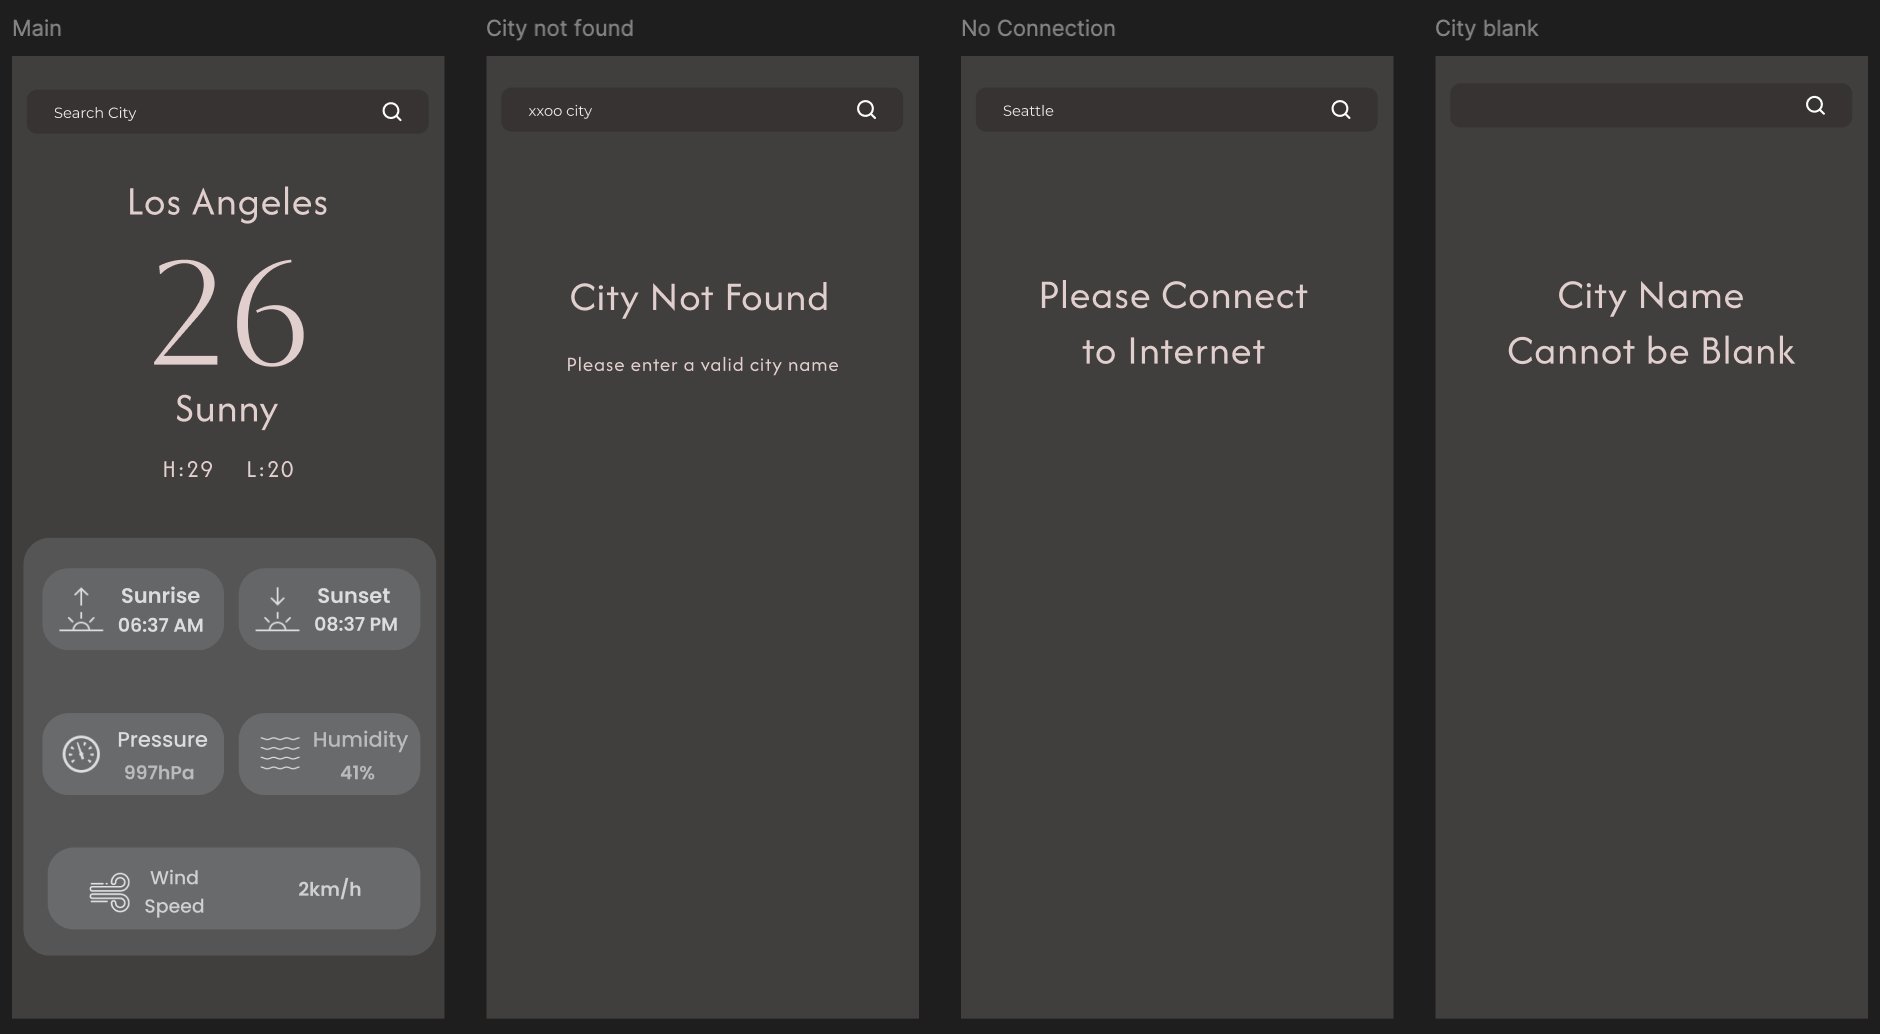 Main
Search City
Los Angeles
26
Sunny
H:29 L:20
Sunrise
06:37 AM
Sunset
08:37 PM
Pressure
997hPa
Humidity
41%
Wind
Speed
2km/h
City not found
xxoo city
City Not Found
Please enter a valid city name
No Connection
Seattle
Please Connect
to Internet
City blank
City Name
Cannot be Blank